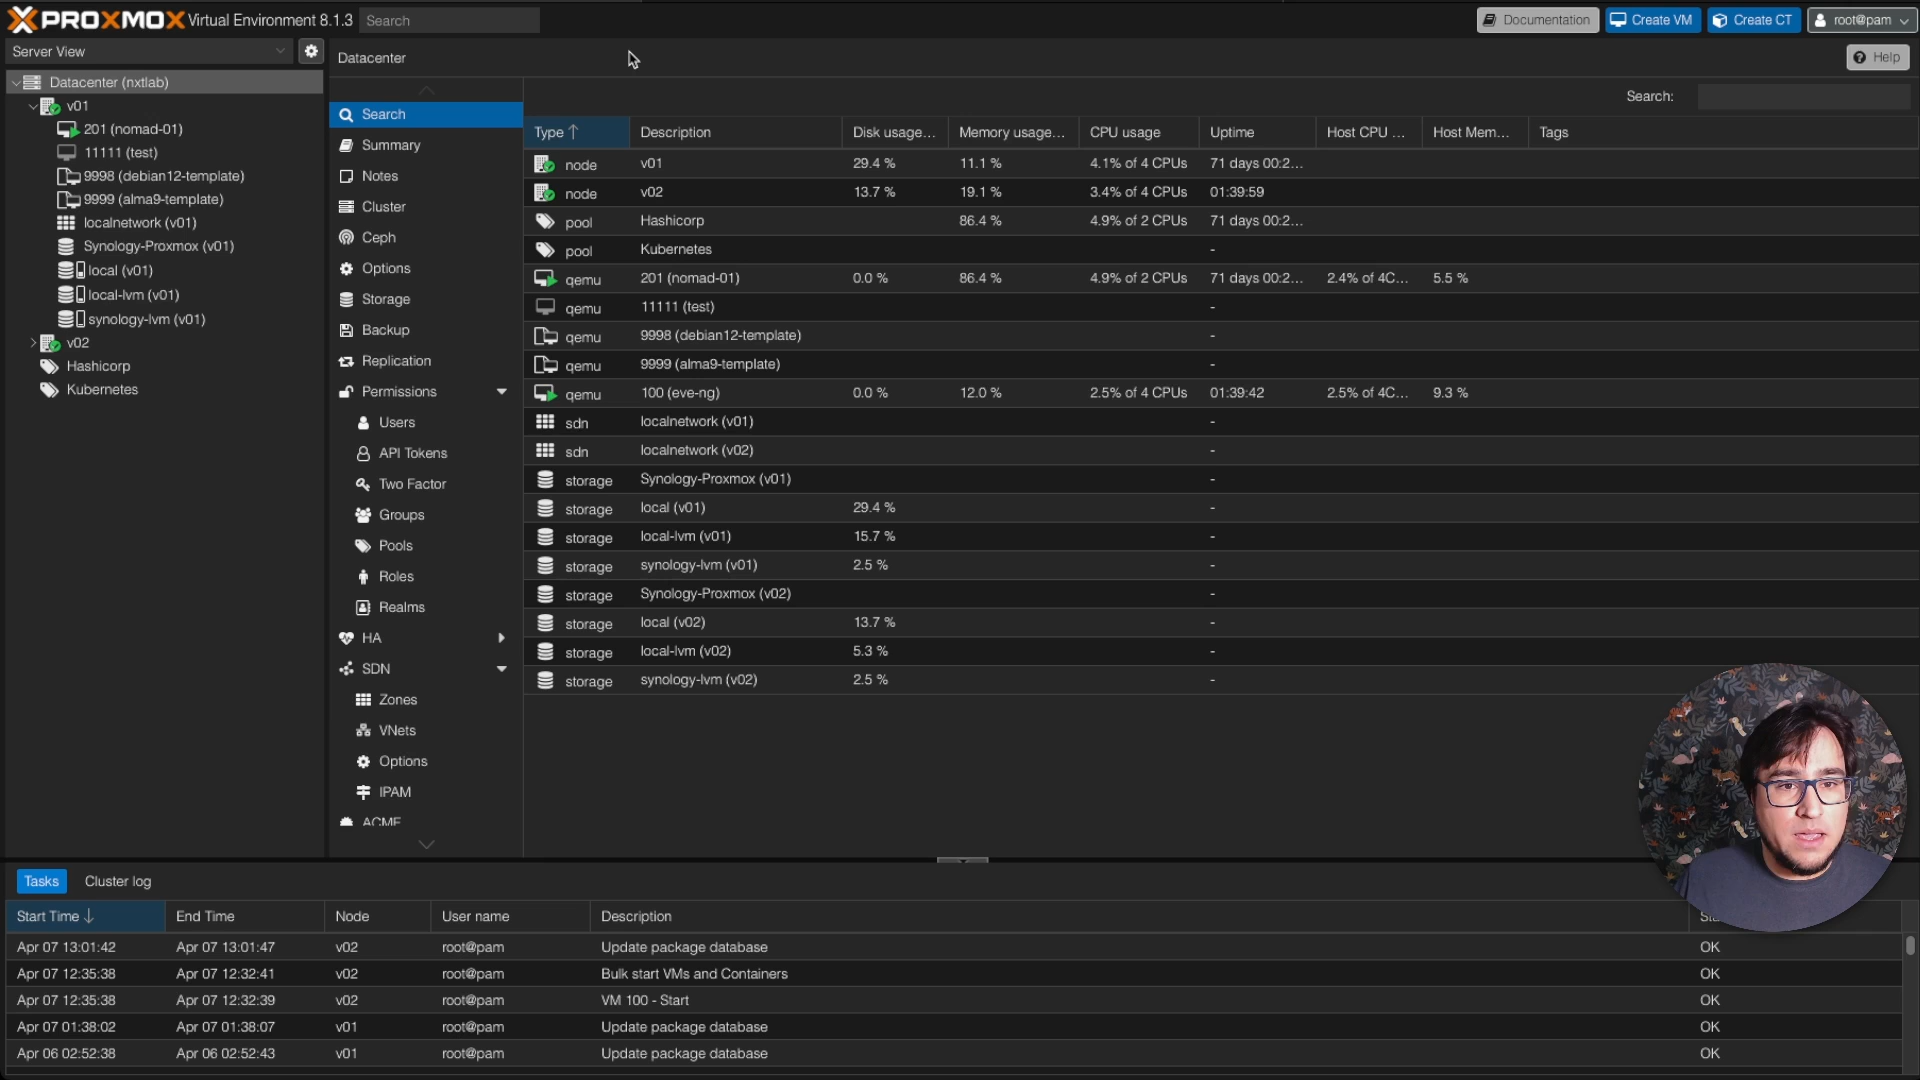 PROXMOX Virtual Environment 8.1.3
Search
Documentation
Create VM
Create CT
root@pam
Server View
Datacenter
Help
Datacenter (nxtlab)
v01
201 (nomad-01)
11111 (test)
9998 (debian12-template)
9999 (alma9-template)
localnetwork (v01)
Synology-Proxmox (v01)
local (v01)
local-lvm (v01)
synology-lvm (v01)
v02
Hashicorp
Kubernetes
Search
Summary
Notes
Cluster
Ceph
Options
Storage
Backup
Replication
Permissions
Users
API Tokens
Two Factor
Groups
Pools
Roles
Realms
HA
SDN
Zones
VNets
Options
IPAM
ACME
Search:
Type Description Disk usage... Memory usage... CPU usage Uptime Host CPU ... Host Mem... Tags
node v01 29.4 % 11.1 % 4.1% of 4 CPUs 71 days 00:2...
node v02 13.7 % 19.1 % 3.4% of 4 CPUs 01:39:59
pool Hashicorp 86.4 % 4.9% of 2 CPUs 71 days 00:2...
pool Kubernetes -
qemu 201 (nomad-01) 0.0 % 86.4 % 4.9% of 2 CPUs 71 days 00:2... 2.4% of 4C... 5.5 %
qemu 11111 (test) -
qemu 9998 (debian12-template) -
qemu 9999 (alma9-template) -
qemu 100 (eve-ng) 0.0 % 12.0 % 2.5% of 4 CPUs 01:39:42 2.5% of 4C... 9.3 %
sdn localnetwork (v01) -
sdn localnetwork (v02) -
storage Synology-Proxmox (v01) -
storage local (v01) 29.4 % -
storage local-lvm (v01) 15.7 % -
storage synology-lvm (v01) 2.5 % -
storage Synology-Proxmox (v02) -
storage local (v02) 13.7 % -
storage local-lvm (v02) 5.3 % -
storage synology-lvm (v02) 2.5 % -
Tasks Cluster log
Start Time End Time Node User name Description
Apr 07 13:01:42 Apr 07 13:01:47 v02 root@pam Update package database OK
Apr 07 12:35:38 Apr 07 12:32:41 v02 root@pam Bulk start VMs and Containers OK
Apr 07 12:35:38 Apr 07 12:32:39 v02 root@pam VM 100 - Start OK
Apr 07 01:38:02 Apr 07 01:38:07 v01 root@pam Update package database OK
Apr 06 02:52:38 Apr 06 02:52:43 v01 root@pam Update package database OK